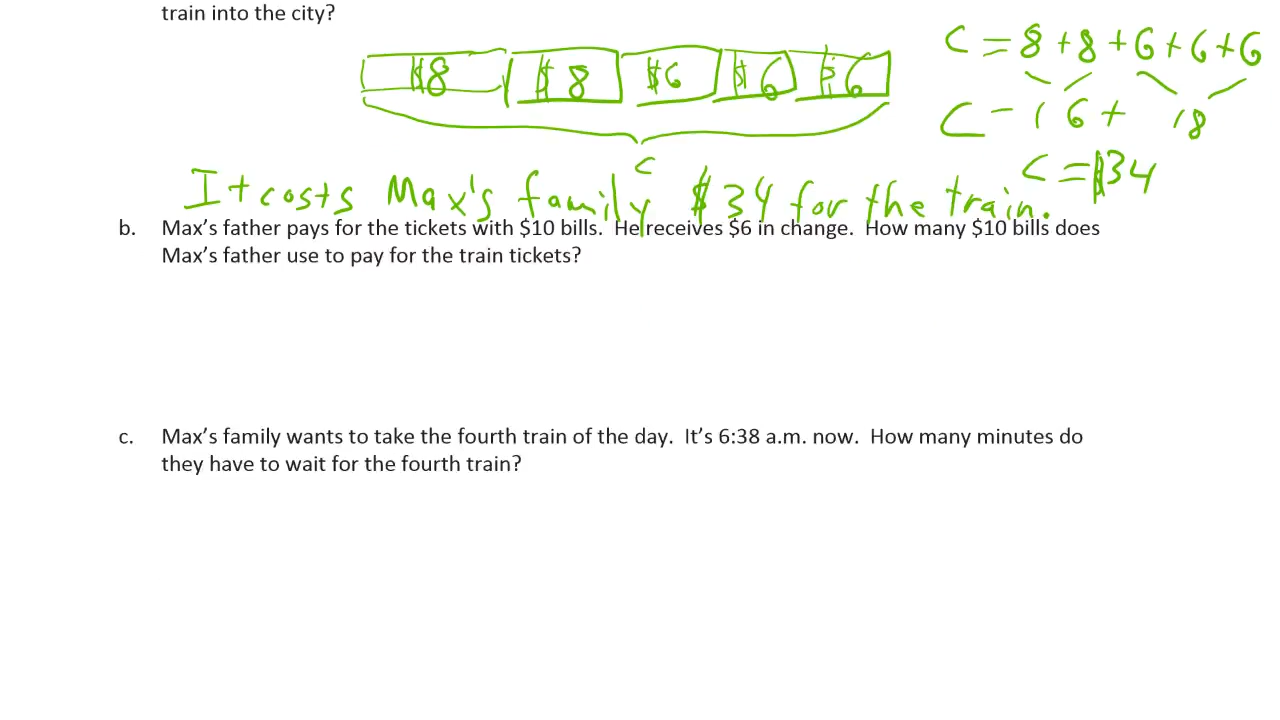 train into the city?
C = 8 + 8 + 6 + 6 + 6
$8 $8 $6 $6 $6
C = 16 + 18
C
C = $34
It costs Max's family $34 for the train.
b. Max’s father pays for the tickets with $10 bills. He receives $6 in change. How many $10 bills does
Max’s father use to pay for the train tickets?
c. Max’s family wants to take the fourth train of the day. It’s 6:38 a.m. now. How many minutes do
they have to wait for the fourth train?